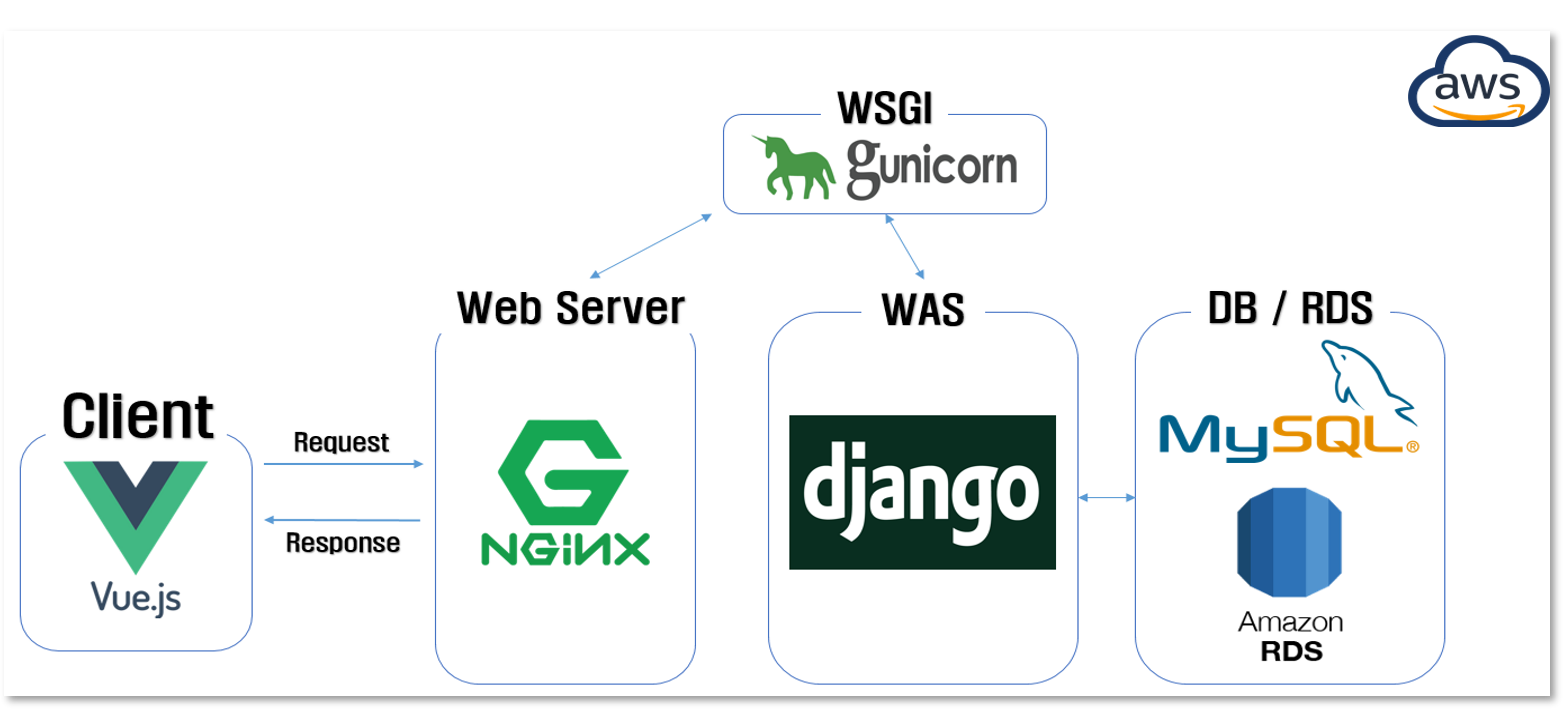 aws
WSGI
gunicorn
Web Server
WAS
DB / RDS
MySQL®
Client
Request
NGiNX
django
Response
Vue.js
Amazon
RDS